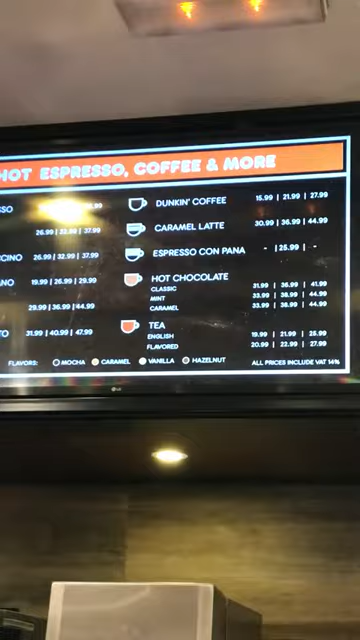 HOT ESPRESSO, COFFEE & MORE
SSO
26.99 | 32.99 | 37.99
CCINO 26.99 | 32.99 | 37.99
ANO 19.99 | 26.99 | 29.99
29.99 | 36.99 | 44.99
TO 31.99 | 40.99 | 47.99
DUNKIN' COFFEE 15.99 | 21.99 | 27.99
CARAMEL LATTE 30.99 | 36.99 | 44.99
ESPRESSO CON PANA - | 25.99 | -
HOT CHOCOLATE
CLASSIC 31.99 | 36.99 | 41.99
MINT 33.99 | 38.99 | 44.99
CARAMEL 33.99 | 38.99 | 44.99
TEA
ENGLISH 19.99 | 21.99 | 25.99
FLAVORED 20.99 | 22.99 | 27.99
FLAVORS: MOCHA CARAMEL VANILLA HAZELNUT ALL PRICES INCLUDE VAT 14%
LG